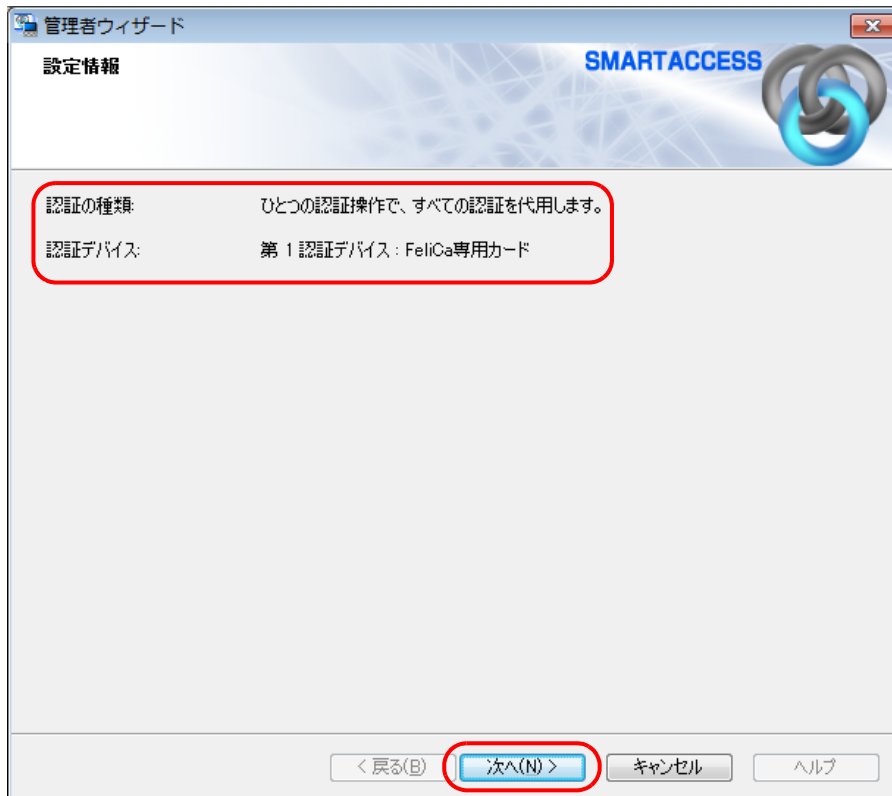 管理者ウィザード
設定情報
SMARTACCESS
認証の種類: ひとつの認証操作で、すべての認証を代用します。
認証デバイス: 第 1 認証デバイス : FeliCa専用カード
< 戻る(B) 次へ(N) > キャンセル ヘルプ